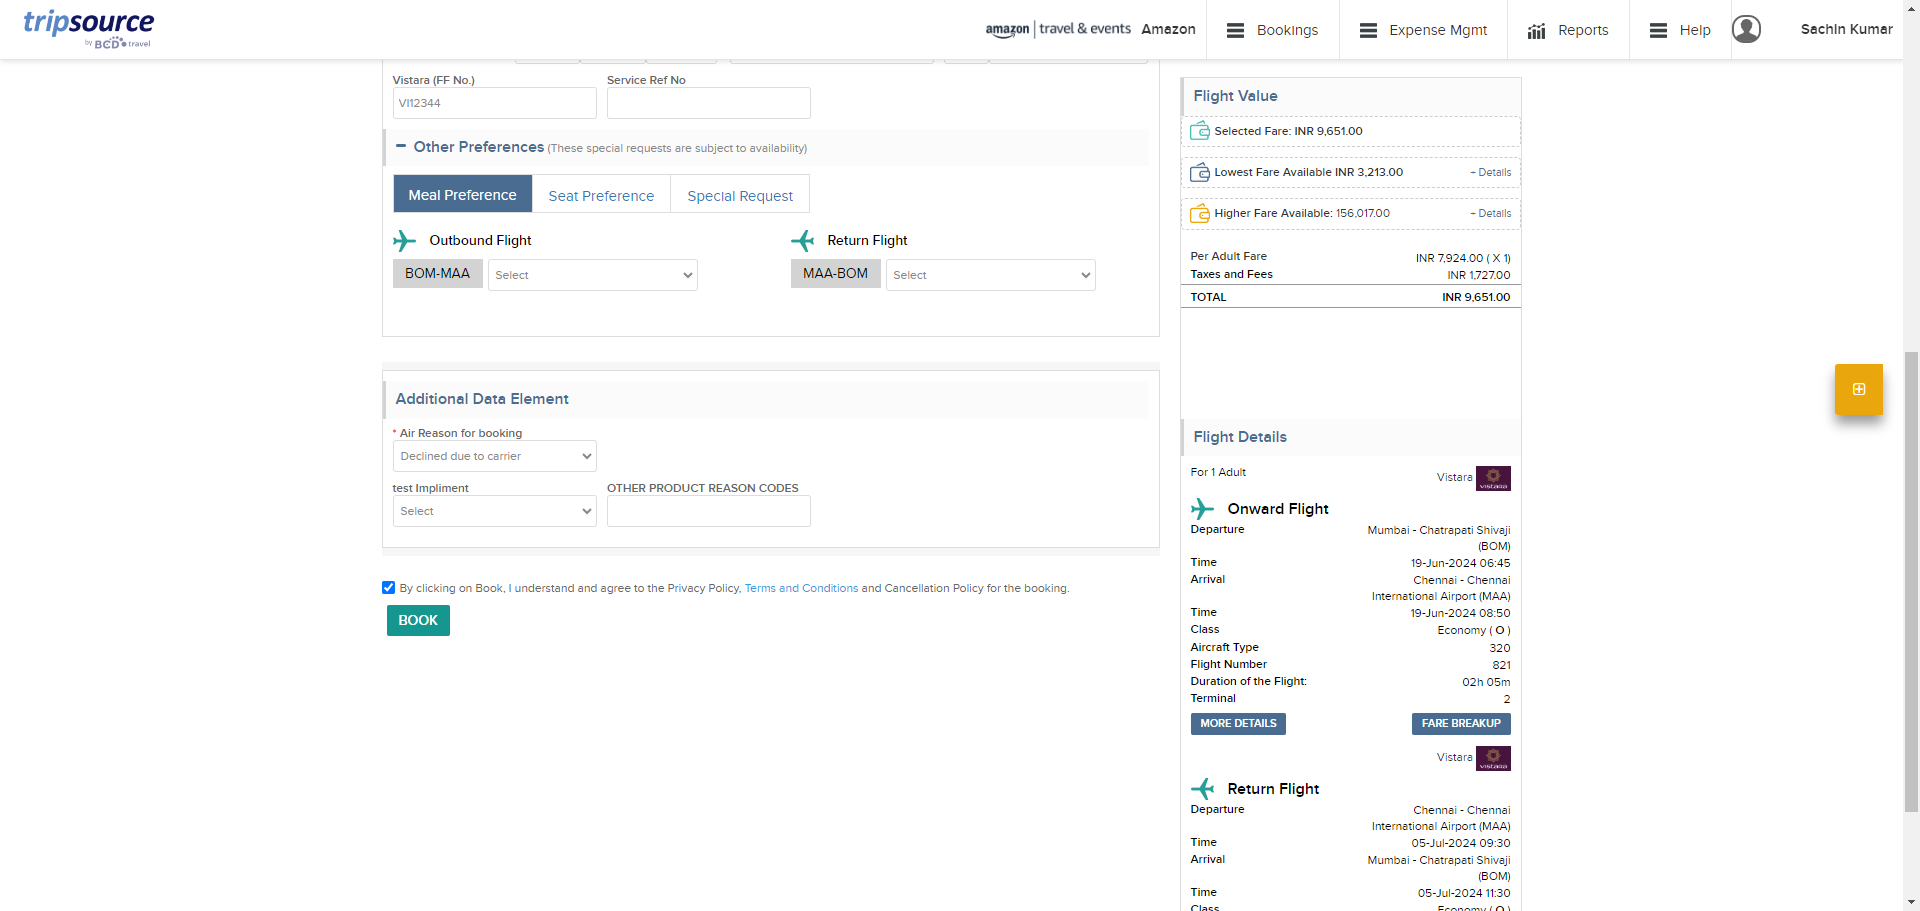 tripsource
by BCD travel
amazon | travel & events Amazon
Bookings
Expense Mgmt
Reports
Help
Sachin Kumar
Vistara (FF No.)
Service Ref No
VI12344
Other Preferences (These special requests are subject to availability)
Meal Preference
Seat Preference
Special Request
Outbound Flight
Return Flight
BOM-MAA
Select
MAA-BOM
Select
Additional Data Element
* Air Reason for booking
Declined due to carrier
test Impliment
OTHER PRODUCT REASON CODES
Select
By clicking on Book, I understand and agree to the Privacy Policy, Terms and Conditions and Cancellation Policy for the booking.
BOOK
Flight Value
Selected Fare: INR 9,651.00
Lowest Fare Available INR 3,213.00 + Details
Higher Fare Available: 156,017.00 + Details
Per Adult Fare INR 7,924.00 ( X 1)
Taxes and Fees INR 1,727.00
TOTAL INR 9,651.00
Flight Details
For 1 Adult
Vistara
VISTARA
Onward Flight
Departure Mumbai - Chatrapati Shivaji
(BOM)
Time 19-Jun-2024 06:45
Arrival Chennai - Chennai
International Airport (MAA)
Time 19-Jun-2024 08:50
Class Economy ( O )
Aircraft Type 320
Flight Number 821
Duration of the Flight: 02h 05m
Terminal 2
MORE DETAILS
FARE BREAKUP
Vistara
VISTARA
Return Flight
Departure Chennai - Chennai
International Airport (MAA)
Time 05-Jul-2024 09:30
Arrival Mumbai - Chatrapati Shivaji
(BOM)
Time 05-Jul-2024 11:30
Class Economy ( O )